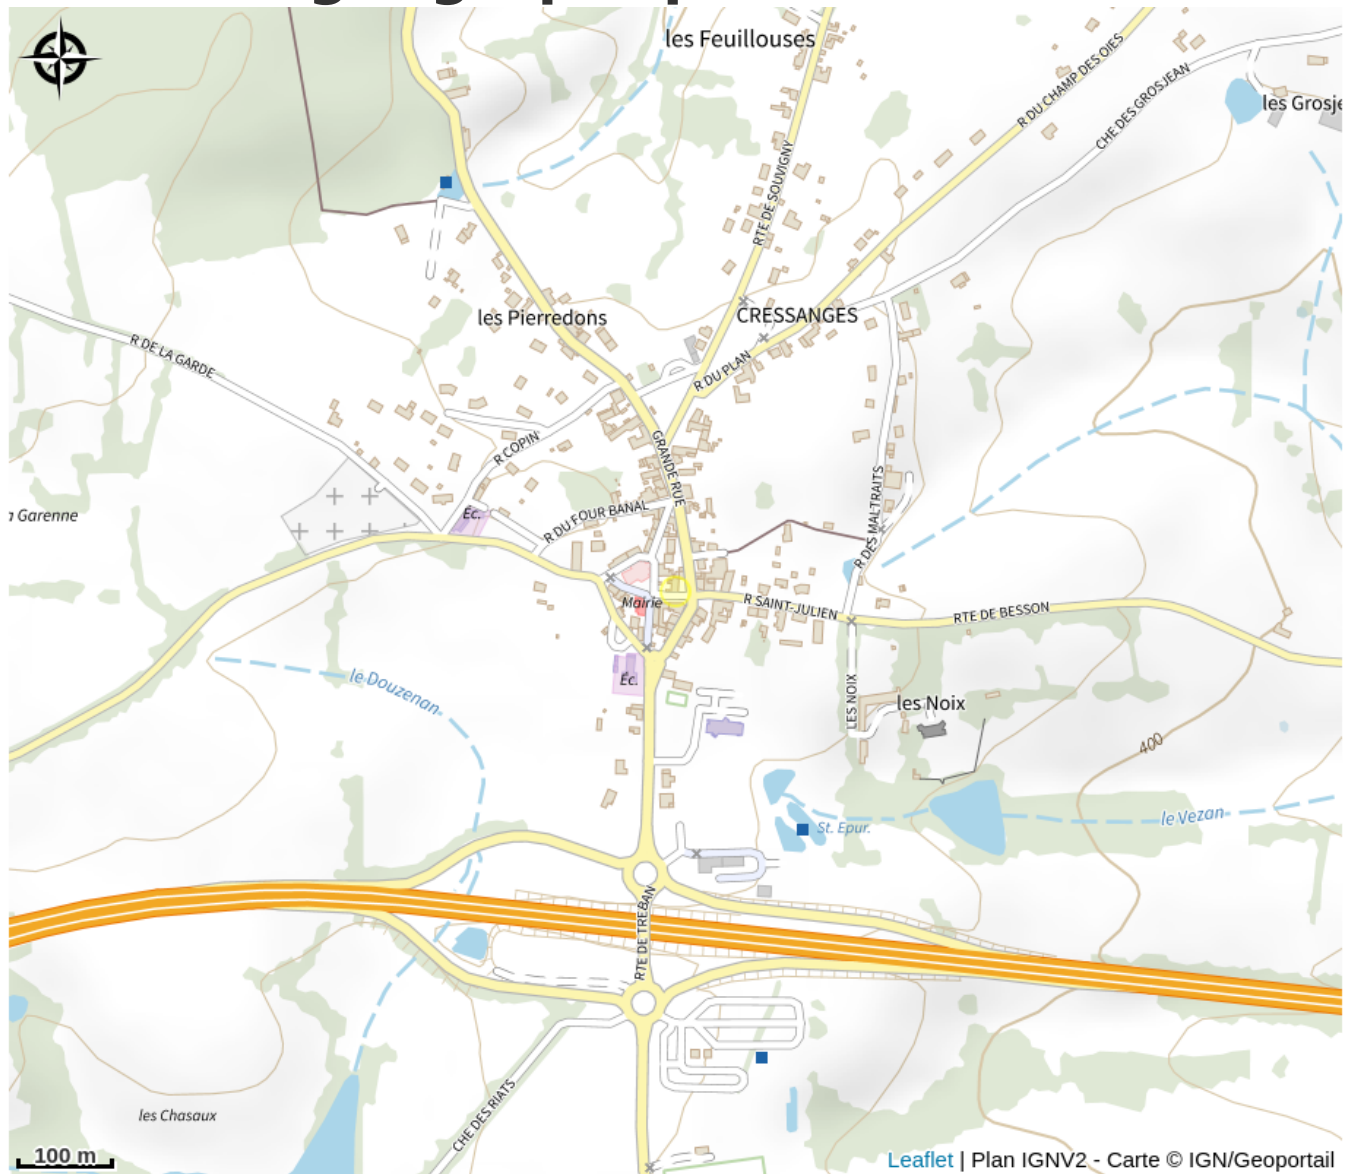 les Feuillouses
R DU CHAMP DES OIES
CHE DES GROSJEAN
les Grosje
RTE DE SOUVIGNY
les Pierredons
CRESSANGES
R DE LA GARDE
R DU PLAN
R COPIN
GRANDE RUE
R DES MALTRAITS
a Garenne
Éc.
R DU FOUR BANAL
Mairie
R SAINT-JULIEN
RTE DE BESSON
le Douzenan
Éc.
LES NOIX
les Noix
400
St. Epur.
le Vezan
RTE DE TREBAN
les Chasaux
CHE DES RIATS
100 m
Leaflet | Plan IGNV2 - Carte © IGN/Geoportail